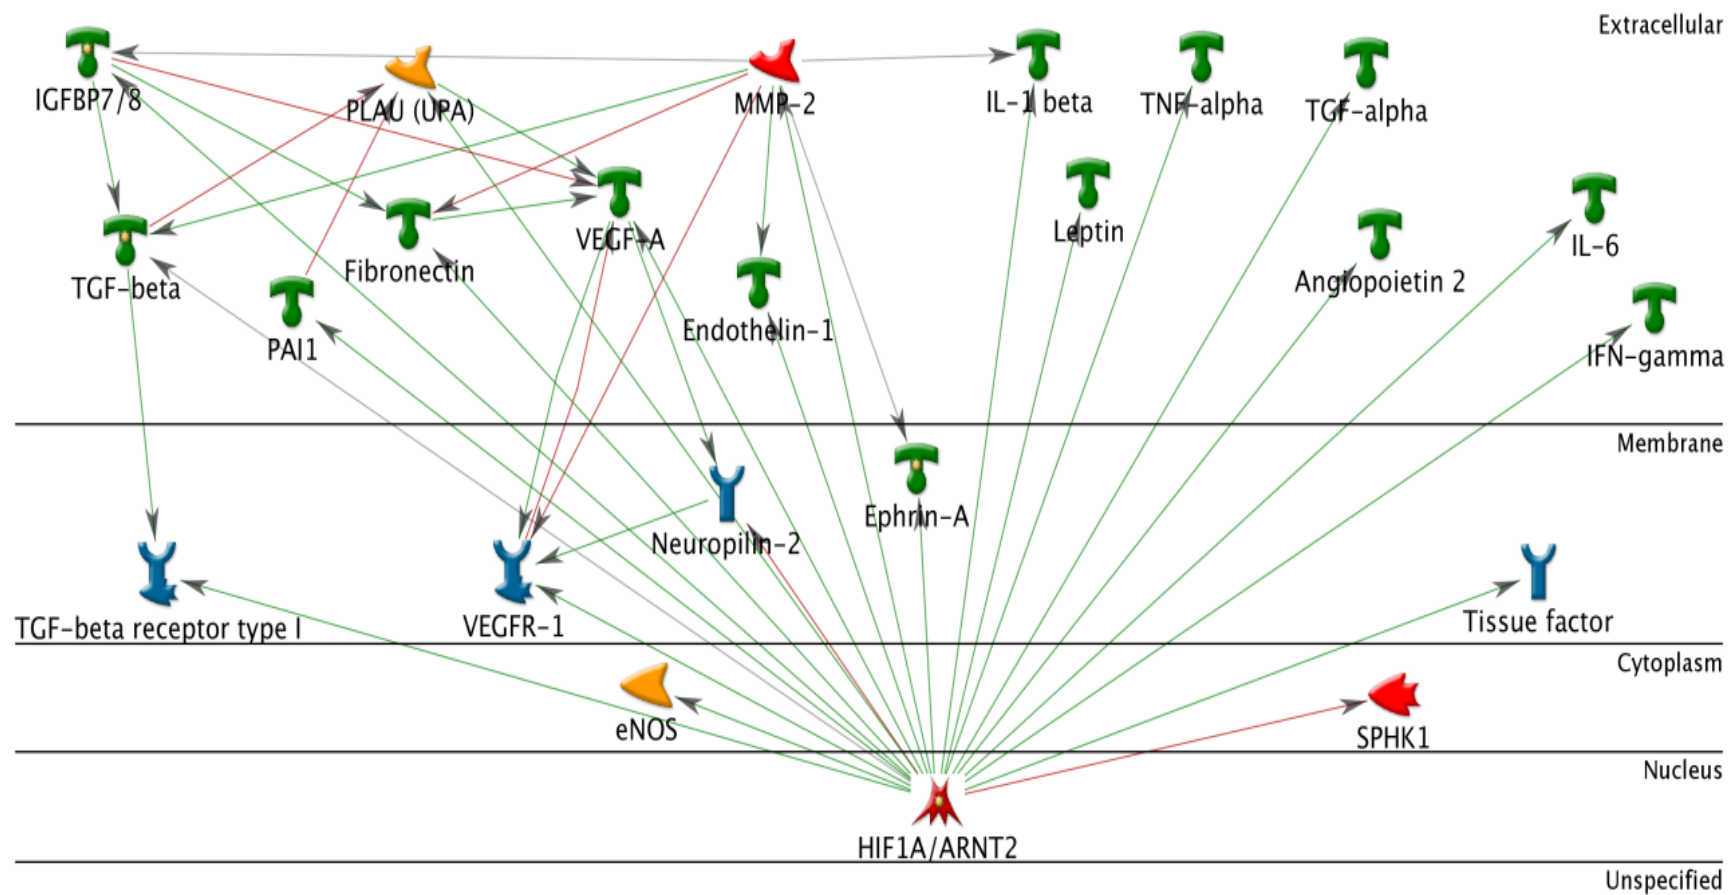 Extracellular
IGFBP7/8
PLAU (UPA)
MMP-2
IL-1 beta
TNF-alpha
TGF-alpha
TGF-beta
Fibronectin
VEGF-A
Leptin
IL-6
Angiopoietin 2
PAI1
Endothelin-1
IFN-gamma
Membrane
Ephrin-A
Neuropilin-2
TGF-beta receptor type I
VEGFR-1
Tissue factor
Cytoplasm
eNOS
SPHK1
Nucleus
HIF1A/ARNT2
Unspecified